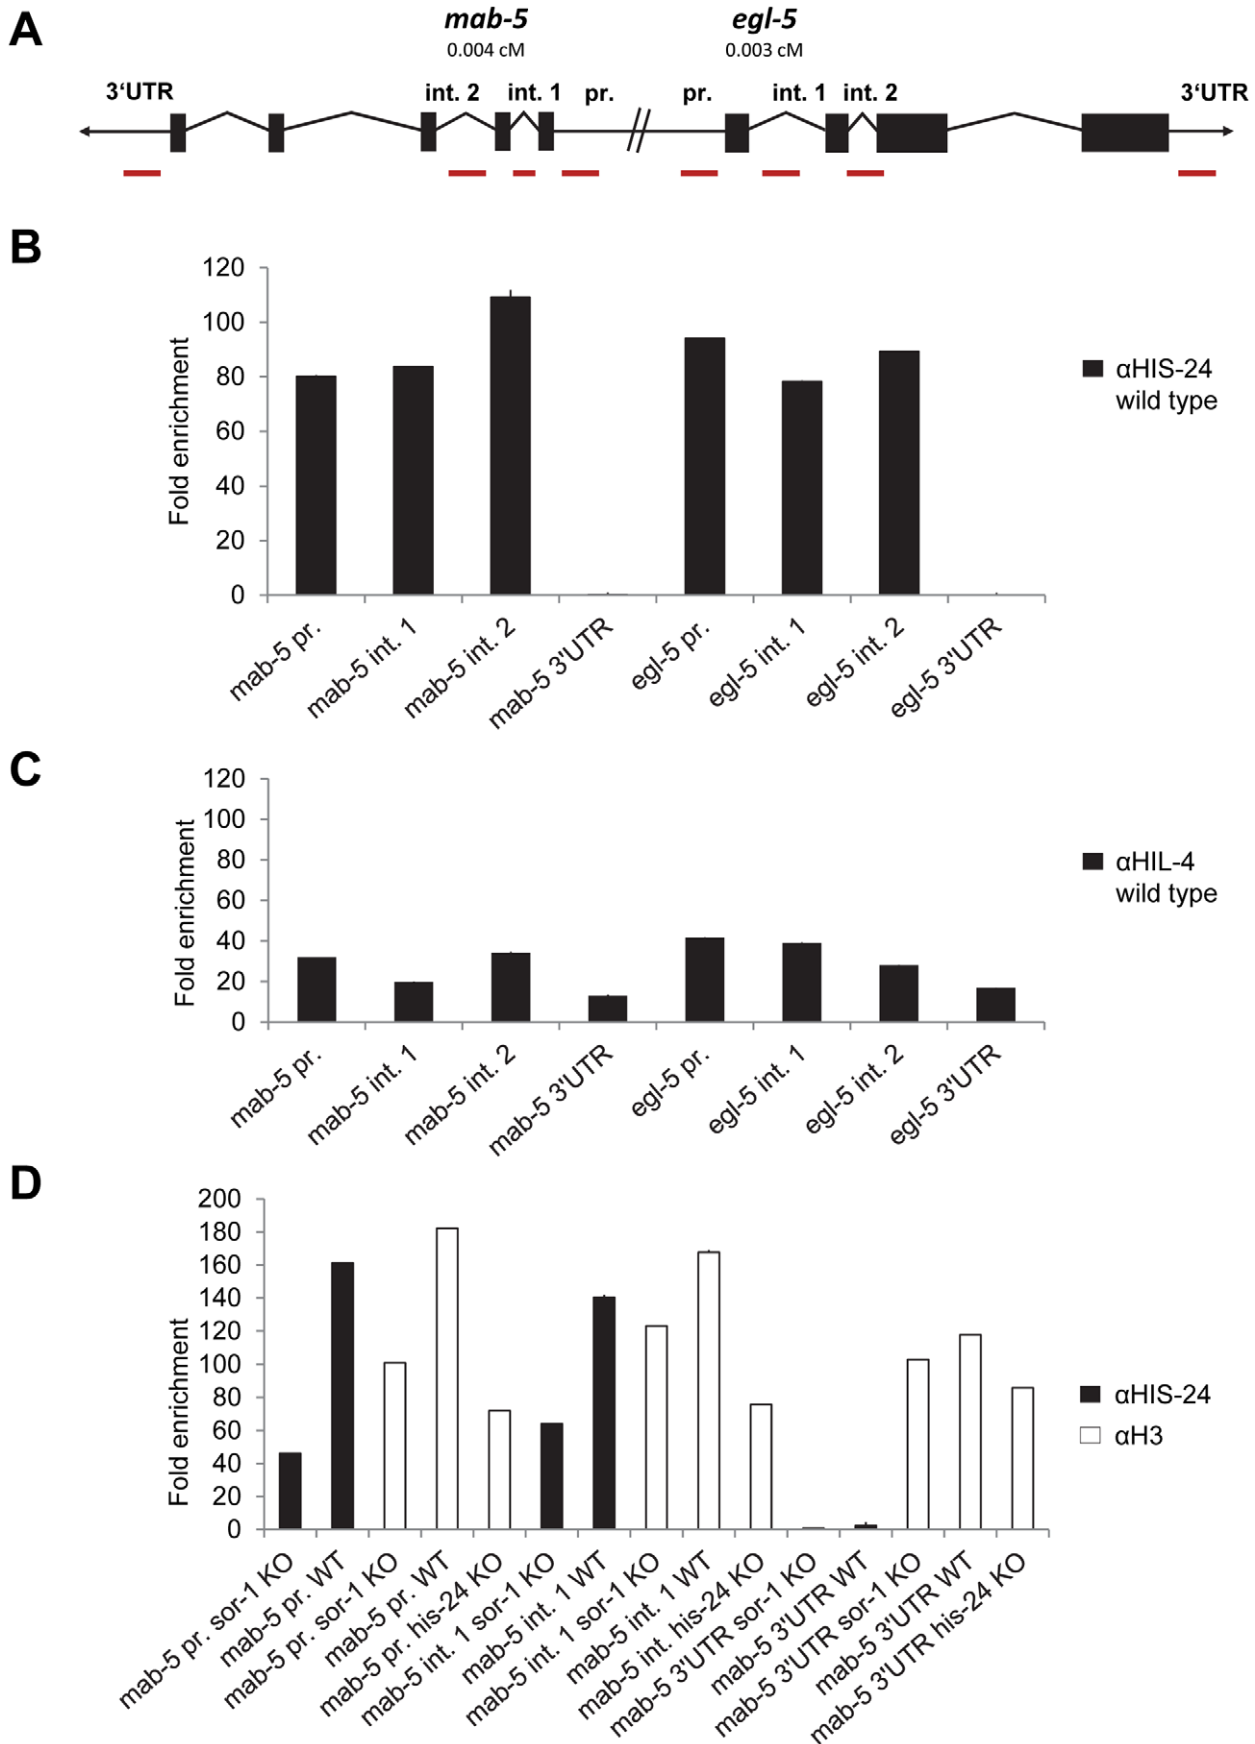 A
mab-5 egl-5
0.004 cM 0.003 cM
3‘UTR int. 2 int. 1 pr. pr. int. 1 int. 2 3‘UTR
B
Fold enrichment
120
100
80
60
40
20
0
mab-5 pr.
mab-5 int. 1
mab-5 int. 2
mab-5 3'UTR
egl-5 pr.
egl-5 int. 1
egl-5 int. 2
egl-5 3'UTR
αHIS-24
wild type
C
Fold enrichment
120
100
80
60
40
20
0
mab-5 pr.
mab-5 int. 1
mab-5 int. 2
mab-5 3'UTR
egl-5 pr.
egl-5 int. 1
egl-5 int. 2
egl-5 3'UTR
αHIL-4
wild type
D
Fold enrichment
200
180
160
140
120
100
80
60
40
20
0
mab-5 pr. sor-1 KO
mab-5 pr. WT
mab-5 pr. sor-1 KO
mab-5 pr. WT
mab-5 pr. his-24 KO
mab-5 int. 1 sor-1 KO
mab-5 int. 1 WT
mab-5 int. 1 sor-1 KO
mab-5 int. 1 WT
mab-5 int. his-24 KO
mab-5 3'UTR sor-1 KO
mab-5 3'UTR WT
mab-5 3'UTR sor-1 KO
mab-5 3'UTR WT
mab-5 3'UTR his-24 KO
αHIS-24
αH3